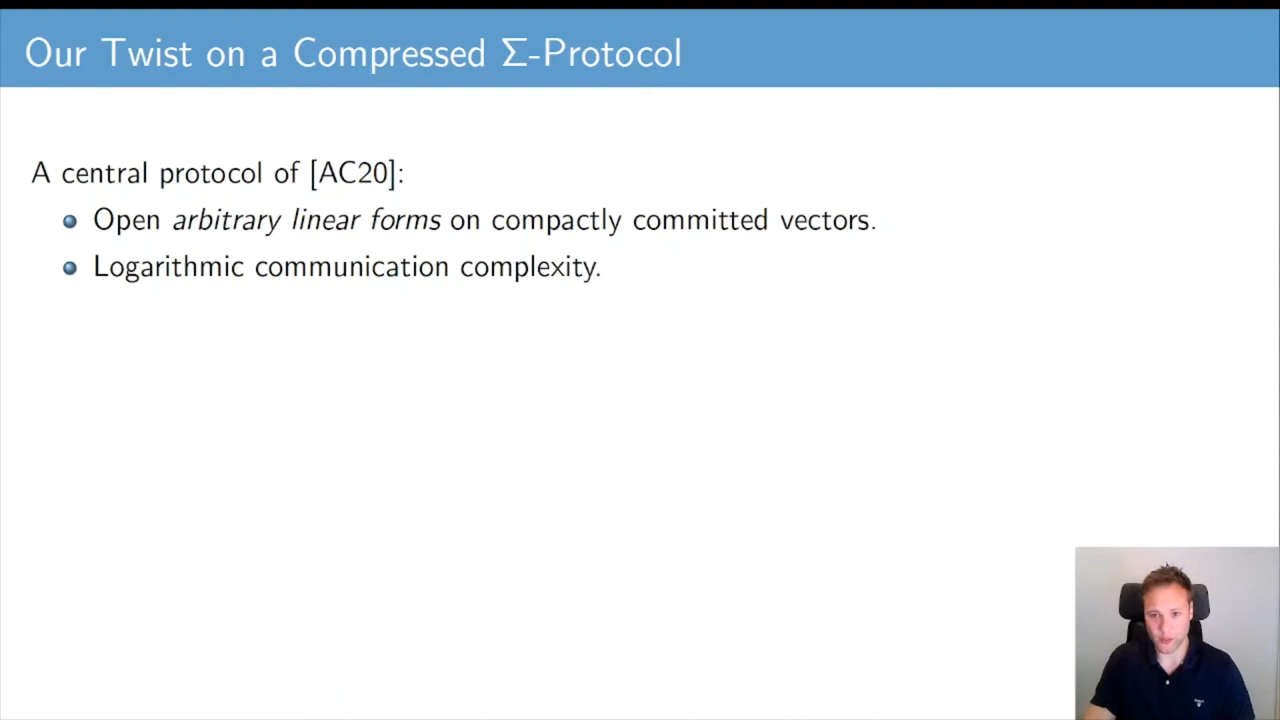 Our Twist on a Compressed Σ-Protocol
A central protocol of [AC20]:
Open arbitrary linear forms on compactly committed vectors.
Logarithmic communication complexity.